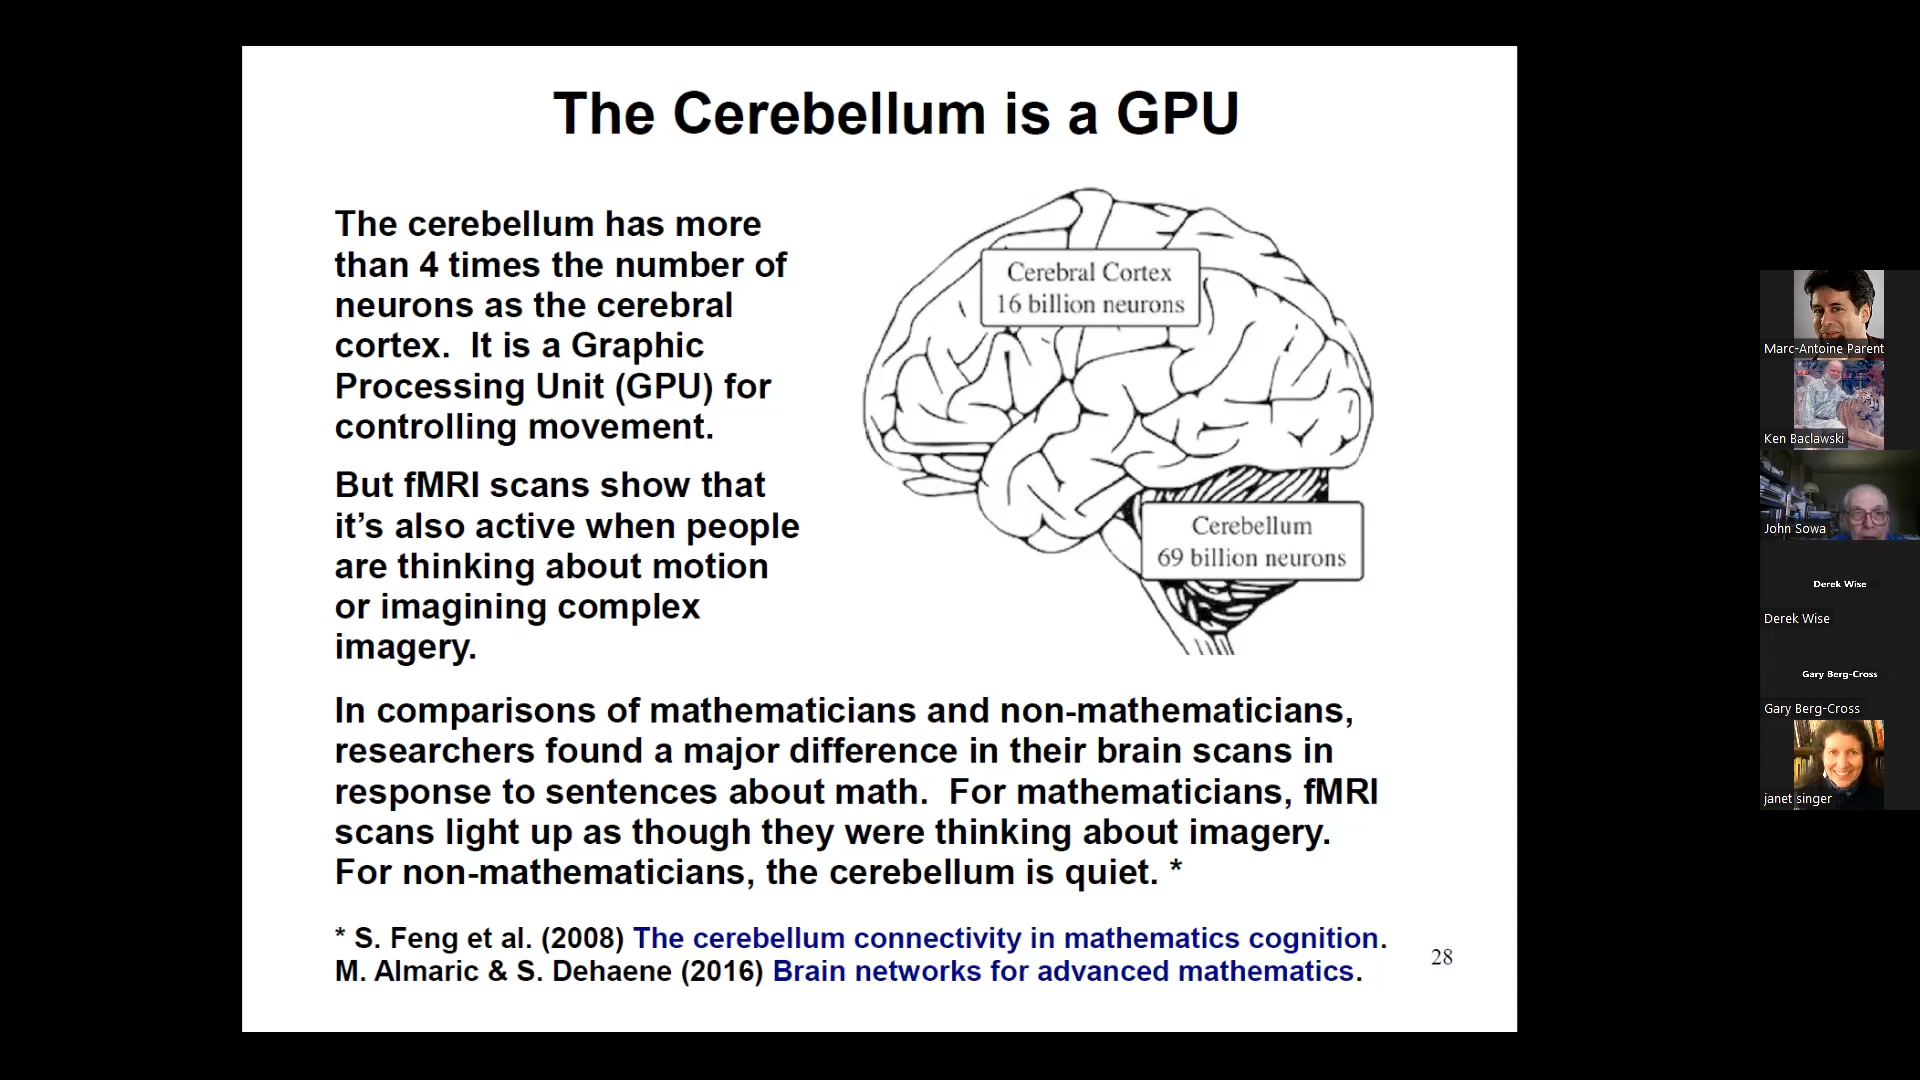 The Cerebellum is a GPU
The cerebellum has more
than 4 times the number of
neurons as the cerebral
cortex.  It is a Graphic
Processing Unit (GPU) for
controlling movement.
But fMRI scans show that
it’s also active when people
are thinking about motion
or imagining complex
imagery.
Cerebral Cortex
16 billion neurons
Cerebellum
69 billion neurons
In comparisons of mathematicians and non-mathematicians,
researchers found a major difference in their brain scans in
response to sentences about math.  For mathematicians, fMRI
scans light up as though they were thinking about imagery.
For non-mathematicians, the cerebellum is quiet. *
* S. Feng et al. (2008) The cerebellum connectivity in mathematics cognition.
M. Almaric & S. Dehaene (2016) Brain networks for advanced mathematics.
28
Marc-Antoine Parent
Ken Baclawski
John Sowa
Derek Wise
Derek Wise
Gary Berg-Cross
Gary Berg-Cross
janet singer